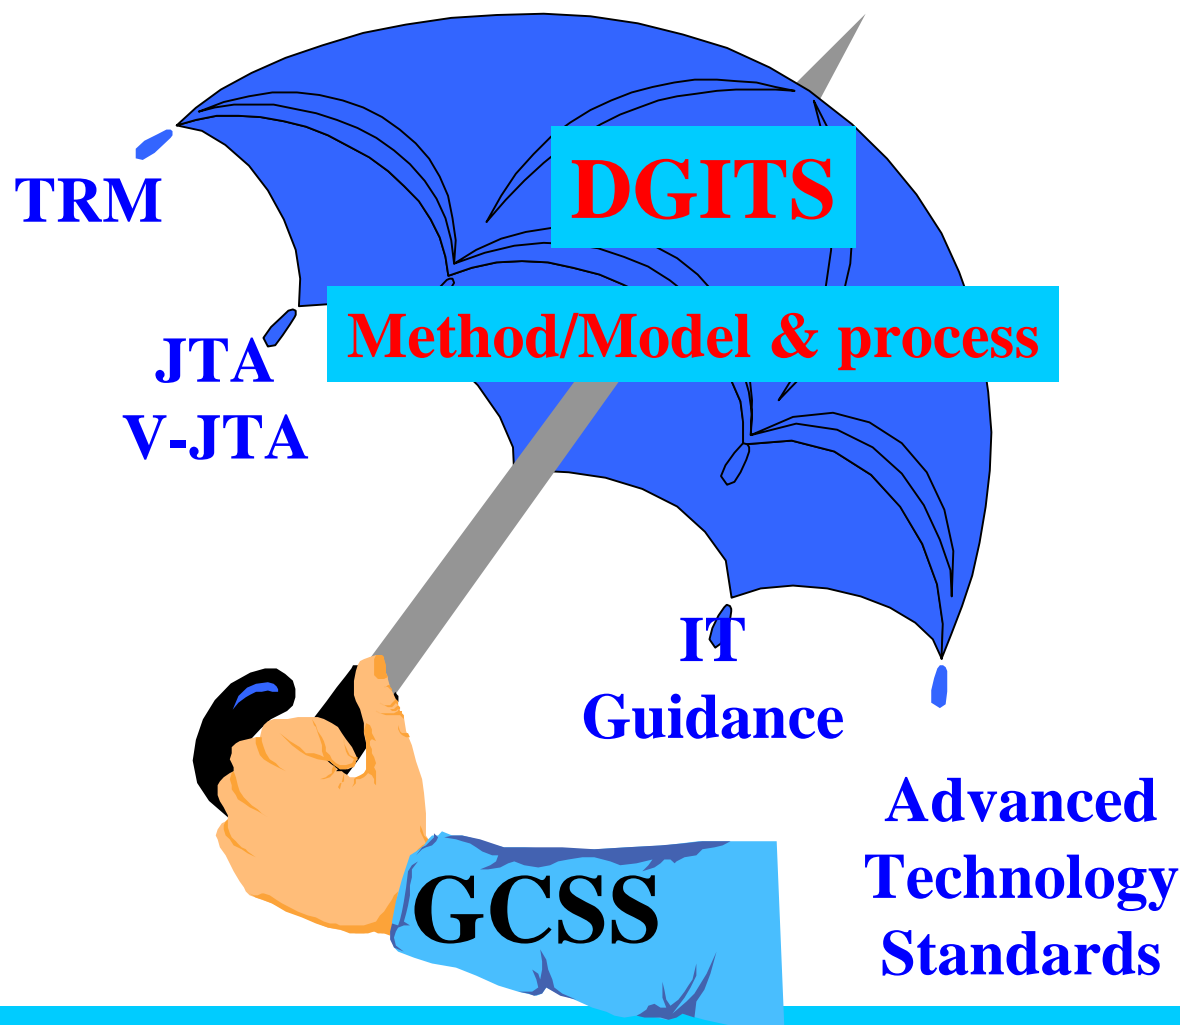 DGITS
TRM
Method/Model & process
JTA
V-JTA
IT
Guidance
Advanced
Technology
Standards
GCSS